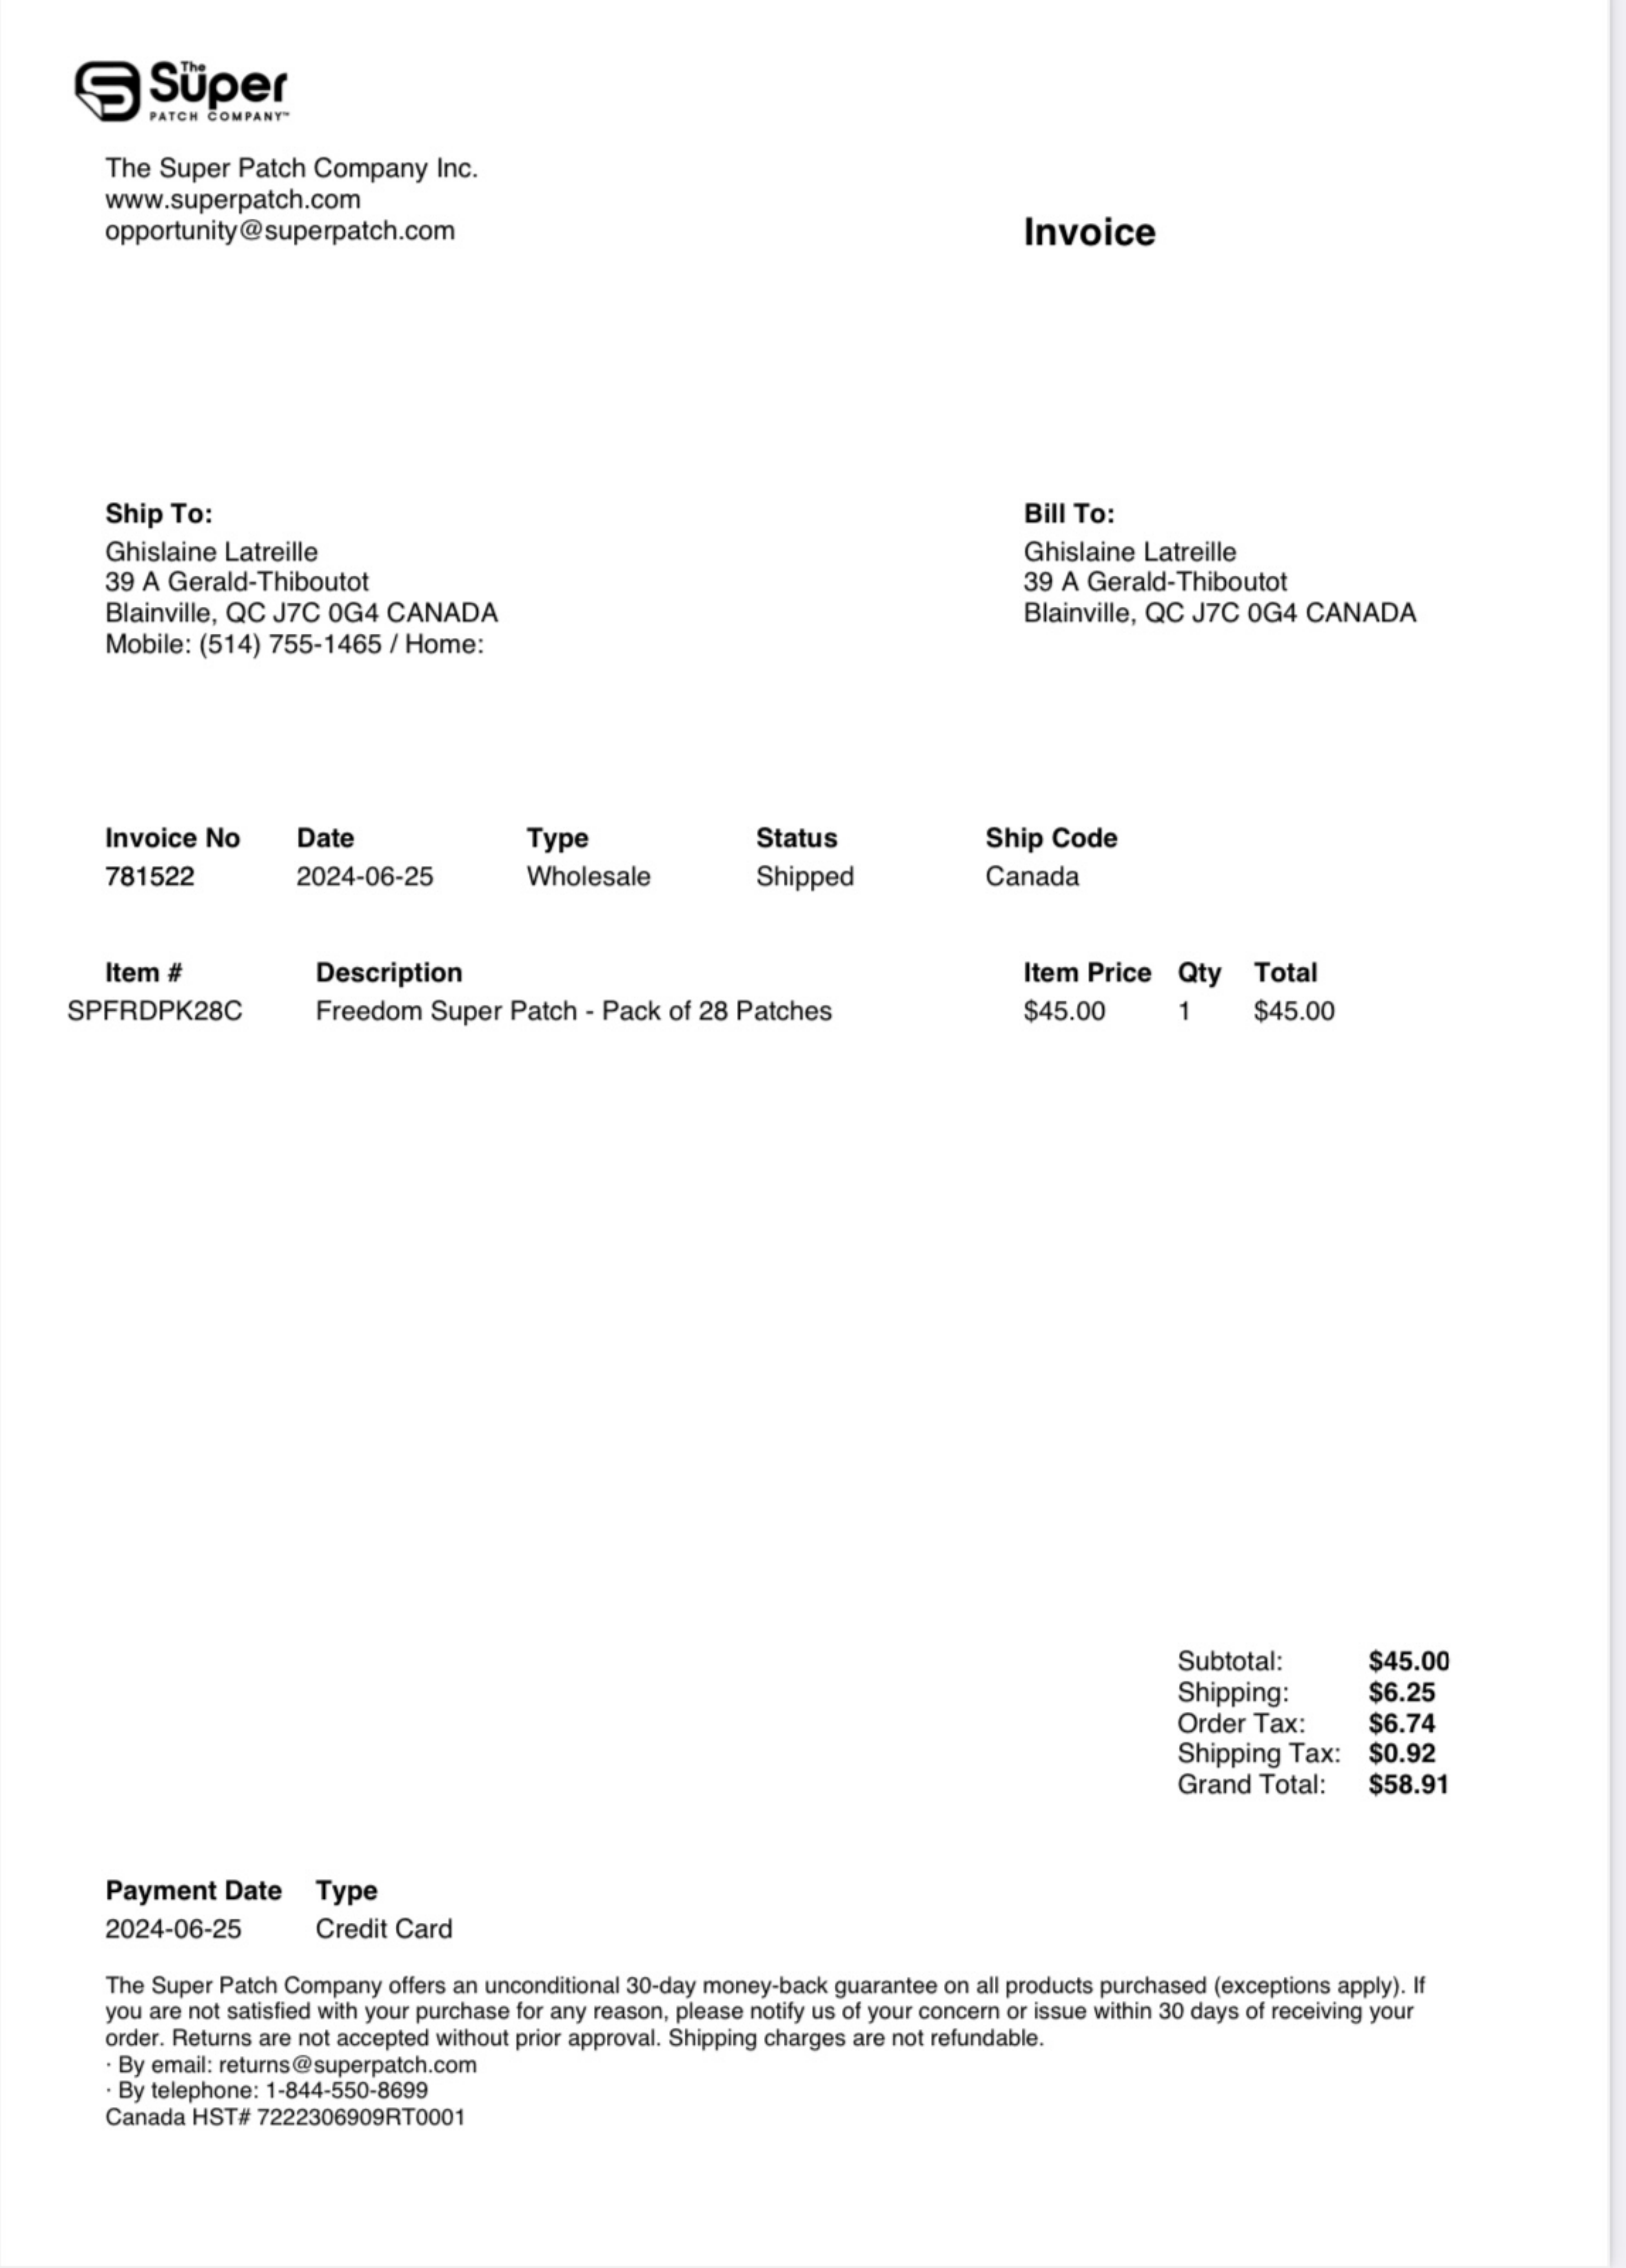 The
Super
PATCH COMPANY™
The Super Patch Company Inc.
www.superpatch.com
opportunity@superpatch.com
Invoice
Ship To:
Ghislaine Latreille
39 A Gerald-Thiboutot
Blainville, QC J7C 0G4 CANADA
Mobile: (514) 755-1465 / Home:
Bill To:
Ghislaine Latreille
39 A Gerald-Thiboutot
Blainville, QC J7C 0G4 CANADA
Invoice No Date Type Status Ship Code
781522 2024-06-25 Wholesale Shipped Canada
Item # Description Item Price Qty Total
SPFRDPK28C Freedom Super Patch - Pack of 28 Patches $45.00 1 $45.00
Subtotal: $45.00
Shipping: $6.25
Order Tax: $6.74
Shipping Tax: $0.92
Grand Total: $58.91
Payment Date Type
2024-06-25 Credit Card
The Super Patch Company offers an unconditional 30-day money-back guarantee on all products purchased (exceptions apply). If
you are not satisfied with your purchase for any reason, please notify us of your concern or issue within 30 days of receiving your
order. Returns are not accepted without prior approval. Shipping charges are not refundable.
· By email: returns@superpatch.com
· By telephone: 1-844-550-8699
Canada HST# 7222306909RT0001